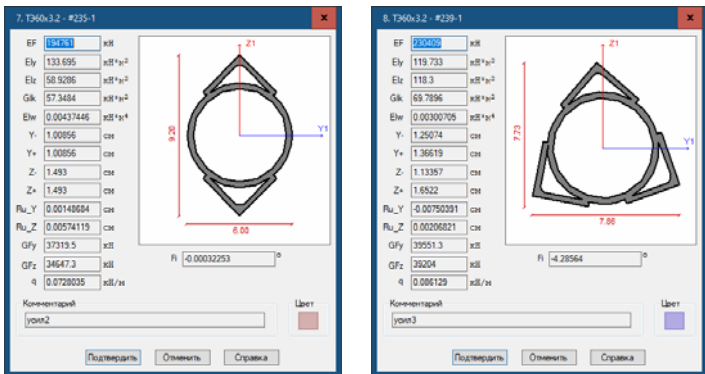 7. ТЭ60х3.2 - #235-1
EF 194761 кН
EIy 133.695 кН*м²
EIz 58.9286 кН*м²
GIk 57.3484 кН*м²
EIw 0.00437446 кН*м⁴
Y- 1.00856 см
Y+ 1.00856 см
Z- 1.493 см
Z+ 1.493 см
Ru_Y 0.00148684 см
Ru_Z 0.00574119 см
GFy 37319.5 кН
GFz 34647.3 кН
q 0.0728035 кН/м
Z1
Y1
9.20
6.00
Fi -0.00032253 °
Комментарий
усил2
Цвет
Подтвердить Отменить Справка
8. ТЭ60х3.2 - #239-1
EF 230409 кН
EIy 119.733 кН*м²
EIz 118.3 кН*м²
GIk 69.7896 кН*м²
EIw 0.00300705 кН*м⁴
Y- 1.25074 см
Y+ 1.36619 см
Z- 1.13357 см
Z+ 1.6522 см
Ru_Y -0.00750391 см
Ru_Z 0.00206821 см
GFy 39551.3 кН
GFz 39204 кН
q 0.086129 кН/м
Z1
Y1
7.73
7.86
Fi -4.28564 °
Комментарий
усил3
Цвет
Подтвердить Отменить Справка